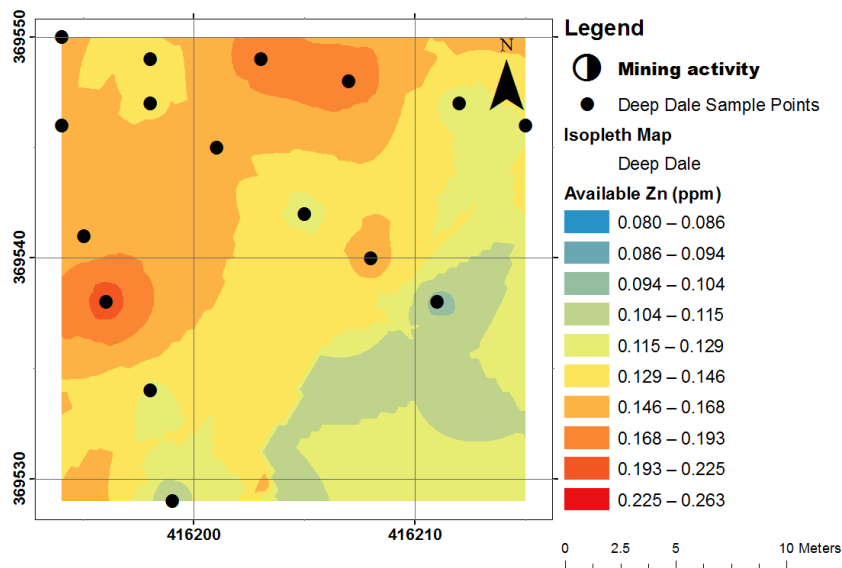 369550
369540
369530
416200
416210
Legend
N
Mining activity
Deep Dale Sample Points
Isopleth Map
Deep Dale
Available Zn (ppm)
0.080 – 0.086
0.086 – 0.094
0.094 – 0.104
0.104 – 0.115
0.115 – 0.129
0.129 – 0.146
0.146 – 0.168
0.168 – 0.193
0.193 – 0.225
0.225 – 0.263
0 2.5 5 10 Meters